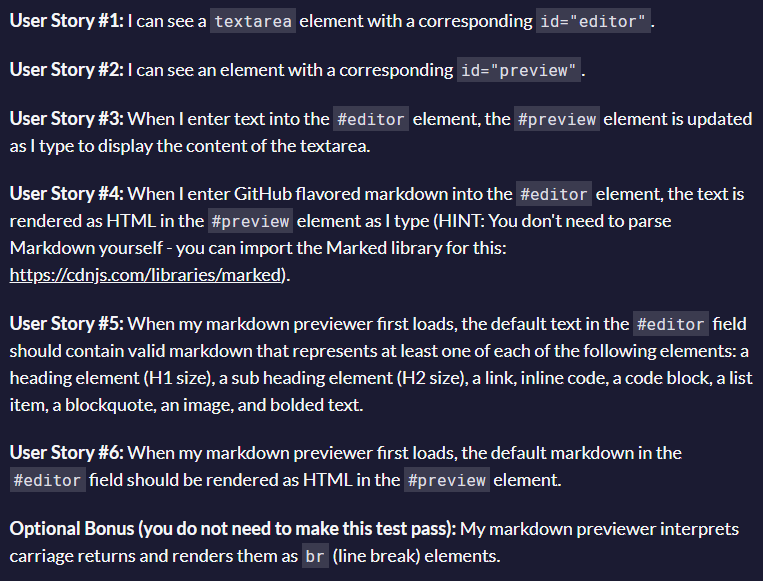 User Story #1: I can see a textarea element with a corresponding id="editor".
User Story #2: I can see an element with a corresponding id="preview".
User Story #3: When I enter text into the #editor element, the #preview element is updated
as I type to display the content of the textarea.
User Story #4: When I enter GitHub flavored markdown into the #editor element, the text is
rendered as HTML in the #preview element as I type (HINT: You don't need to parse
Markdown yourself - you can import the Marked library for this:
https://cdnjs.com/libraries/marked).
User Story #5: When my markdown previewer first loads, the default text in the #editor field
should contain valid markdown that represents at least one of each of the following elements: a
heading element (H1 size), a sub heading element (H2 size), a link, inline code, a code block, a list
item, a blockquote, an image, and bolded text.
User Story #6: When my markdown previewer first loads, the default markdown in the
#editor field should be rendered as HTML in the #preview element.
Optional Bonus (you do not need to make this test pass): My markdown previewer interprets
carriage returns and renders them as br (line break) elements.